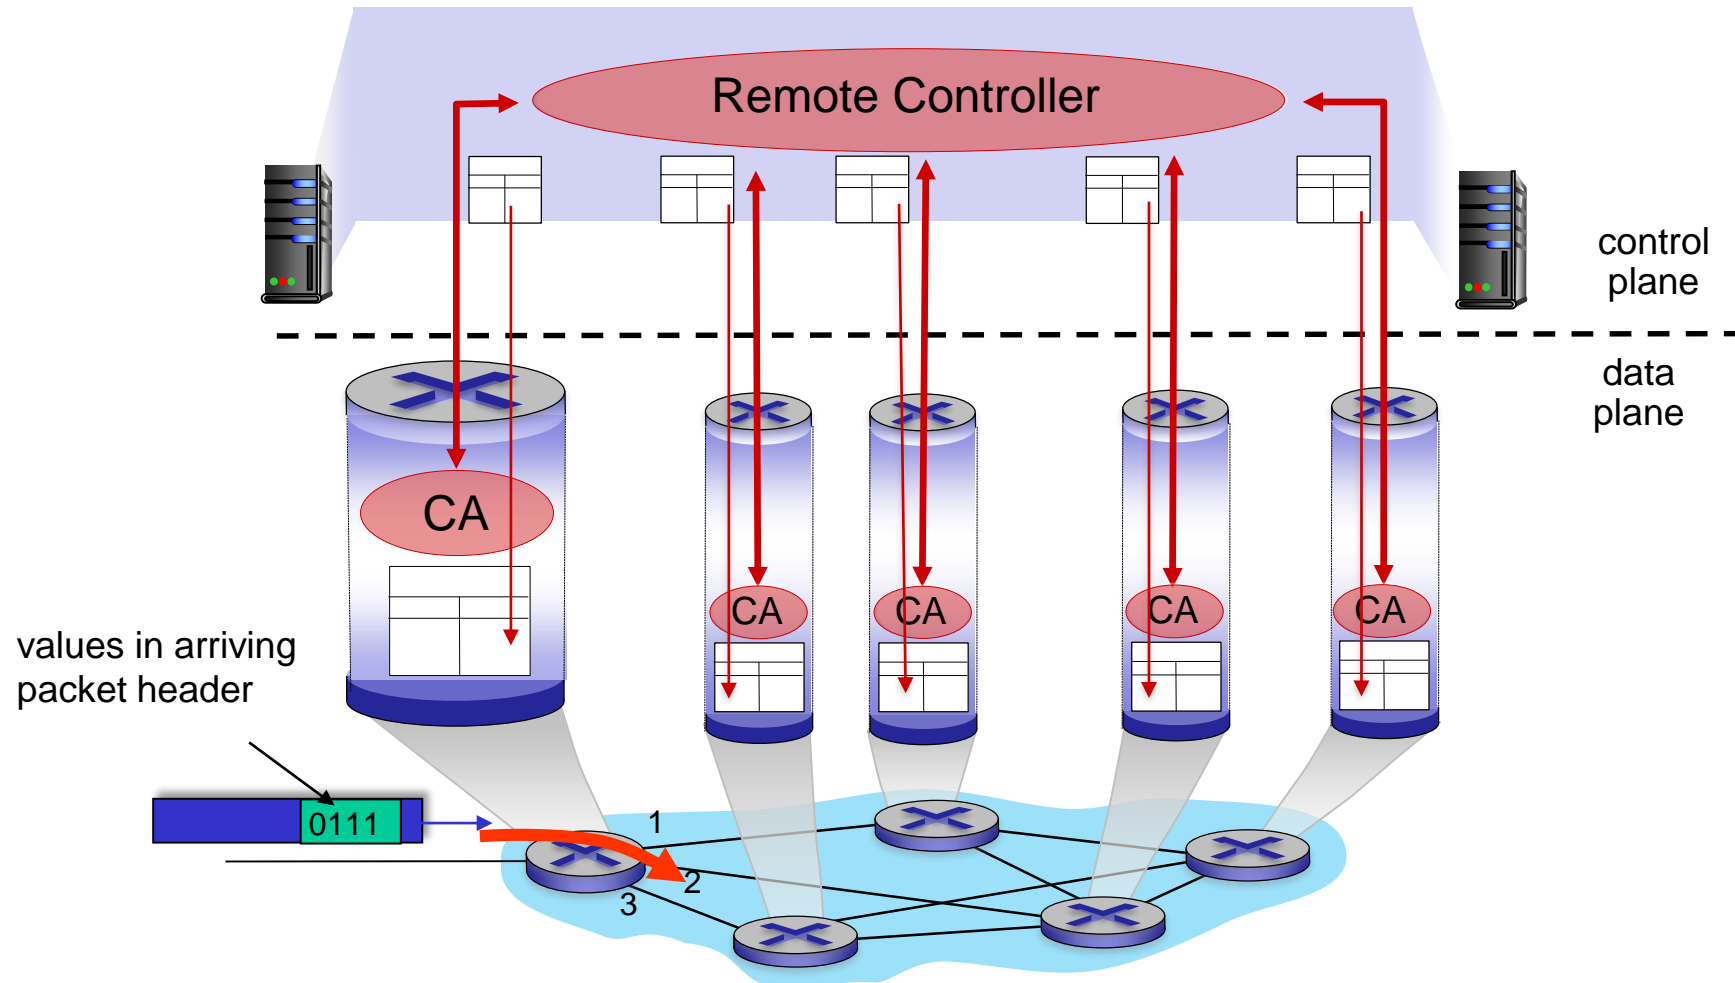 Remote Controller
control
plane
data
plane
CA
CA
CA
CA
CA
values in arriving
packet header
0111
1
2
3